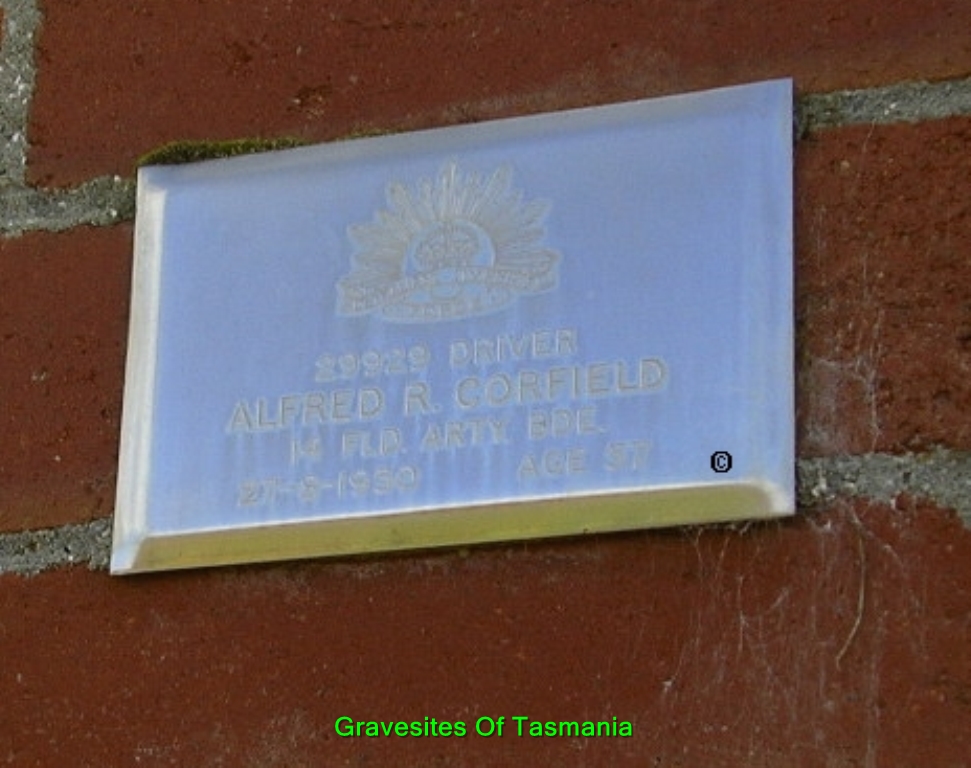 29929 DRIVER
ALFRED R. CORFIELD
14 FLD. ARTY. BDE.
27-8-1950 AGE 57
©
Gravesites Of Tasmania